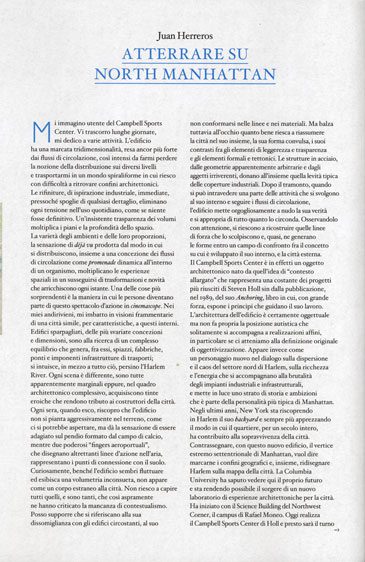 Juan Herreros
ATTERRARE SU
NORTH MANHATTAN
Mi immagino utente del Campbell Sports
Center. Vi trascorro lunghe giornate,
mi dedico a varie attività. L'edificio
ha una marcata tridimensionalità, resa ancor più forte
dai flussi di circolazione, così intensi da farmi perdere
la nozione della distribuzione sui diversi livelli
e trasportarmi in un mondo spiraliforme in cui riesco
con difficoltà a ritrovare confini architettonici.
Le rifiniture, di ispirazione industriale, immediate,
pressoché spoglie di qualsiasi dettaglio, eliminano
ogni tensione nell'uso quotidiano, come se niente
fosse definitivo. Un'insistente trasparenza dei volumi
moltiplica i piani e la profondità dello spazio.
La varietà degli ambienti e delle loro proporzioni,
la sensazione di déjà vu prodotta dal modo in cui
si distribuiscono, insieme a una concezione dei flussi
di circolazione come promenade dinamica all'interno
di un organismo, moltiplicano le esperienze
spaziali in un susseguirsi di trasformazioni e novità
che arricchiscono ogni istante. Una delle cose più
sorprendenti è la maniera in cui le persone diventano
parte di questo spettacolo d'azione in cinemascope. Nei
miei andirivieni, mi imbatto in visioni frammentarie
di una città simile, per caratteristiche, a questi interni.
Edifici sparpagliati, delle più svariate concezioni
e dimensioni, sono alla ricerca di un complesso
equilibrio che genera, fra essi, spiazzi, fabbriche,
ponti e imponenti infrastrutture di trasporti;
si intuisce, in mezzo a tutto ciò, persino l'Harlem
River. Ogni scena è differente, sono tutte
apparentemente marginali eppure, nel quadro
architettonico complessivo, acquisiscono tinte
eroiche che rendono tributo ai costruttori della città.
Ogni sera, quando esco, riscopro che l'edificio
non si pianta aggressivamente nel terreno, come
ci si potrebbe aspettare, ma dà la sensazione di essere
adagiato sul pendio formato dal campo di calcio,
mentre due poderosi "fingers aeroportuali",
che disegnano altrettanti linee d'azione nell'aria,
rappresentano i punti di connessione con il suolo.
Curiosamente, benché l'edificio sembri fluttuare
ed esibisca una volumetria inconsueta, non appare
come un corpo estraneo alla città. Non riesco a capire
tutti quelli, e sono tanti, che così aspramente
ne hanno criticato la mancanza di contestualismo.
Posso supporre che si riferiscano alla sua
dissomiglianza con gli edifici circostanti, al suo
non conformarsi nelle linee e nei materiali. Ma balza
tuttavia all'occhio quanto bene riesca a riassumere
la città nel suo insieme, la sua forma convulsa, i suoi
contrasti fra gli elementi di leggerezza e trasparenza
e gli elementi formali e tettonici. Le strutture in acciaio,
dalle geometrie apparentemente arbitrarie e dagli
aggetti irriverenti, donano all'insieme quella levità tipica
delle coperture industriali. Dopo il tramonto, quando
si può intravedere una parte delle attività che si svolgono
al suo interno e seguire i flussi di circolazione,
l'edificio mette orgogliosamente a nudo la sua verità
e si appropria di tutto quanto lo circonda. Osservandolo
con attenzione, si riescono a ricostruire quelle linee
di forza che lo scolpiscono e, quasi, ne generano
le forme entro un campo di confronto fra il concetto
su cui è sviluppato il suo interno, e la città esterna.
Il Campbell Sports Center è in effetti un oggetto
architettonico nato da quell'idea di "contesto
allargato" che rappresenta una costante dei progetti
più riusciti di Steven Holl sin dalla pubblicazione,
nel 1989, del suo Anchoring, libro in cui, con grande
forza, espone i principi che guidano il suo lavoro.
L'architettura dell'edificio è certamente oggettuale
ma non fa propria la posizione autistica che
solitamente si accompagna a realizzazioni affini,
in particolare se ci atteniamo alla definizione originale
di oggettivizzazione. Appare invece come
un personaggio nuovo nel dialogo sulla dispersione
e il caos del settore nord di Harlem, sulla ricchezza
e l'energia che si accompagnano alla brutalità
degli impianti industriali e infrastrutturali,
e mette in luce uno strato di storia e ambizioni
che è parte della personalità più tipica di Manhattan.
Negli ultimi anni, New York sta riscoprendo
in Harlem il suo backyard e sempre più apprezzando
il modo in cui il quartiere, per un secolo intero,
ha contribuito alla sopravvivenza della città.
Contrassegnare, con questo nuovo edificio, il vertice
estremo settentrionale di Manhattan, vuol dire
marcarne i confini geografici e, insieme, ridisegnare
Harlem sulla mappa della città. La Columbia
University ha saputo vedere qui il proprio futuro
e sta rendendo possibile il sorgere di un nuovo
laboratorio di esperienze architettoniche per la città.
Ha iniziato con il Science Building del Northwest
Corner, il campus di Rafael Moneo. Oggi realizza
il Campbell Sports Center di Holl e presto sarà il turno